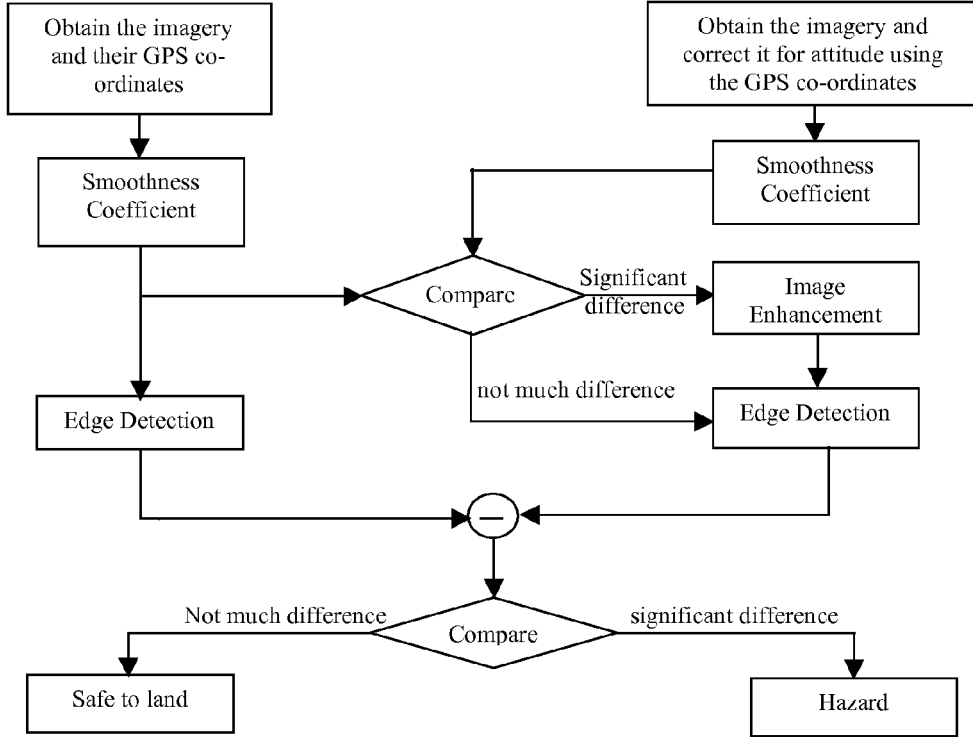 Obtain the imagery
and their GPS co-
ordinates
Obtain the imagery and
correct it for attitude using
the GPS co-ordinates
Smoothness
Coefficient
Smoothness
Coefficient
Compare
Significant
difference
Image
Enhancement
not much difference
Edge Detection
Edge Detection
—
Not much difference
Compare
significant difference
Safe to land
Hazard